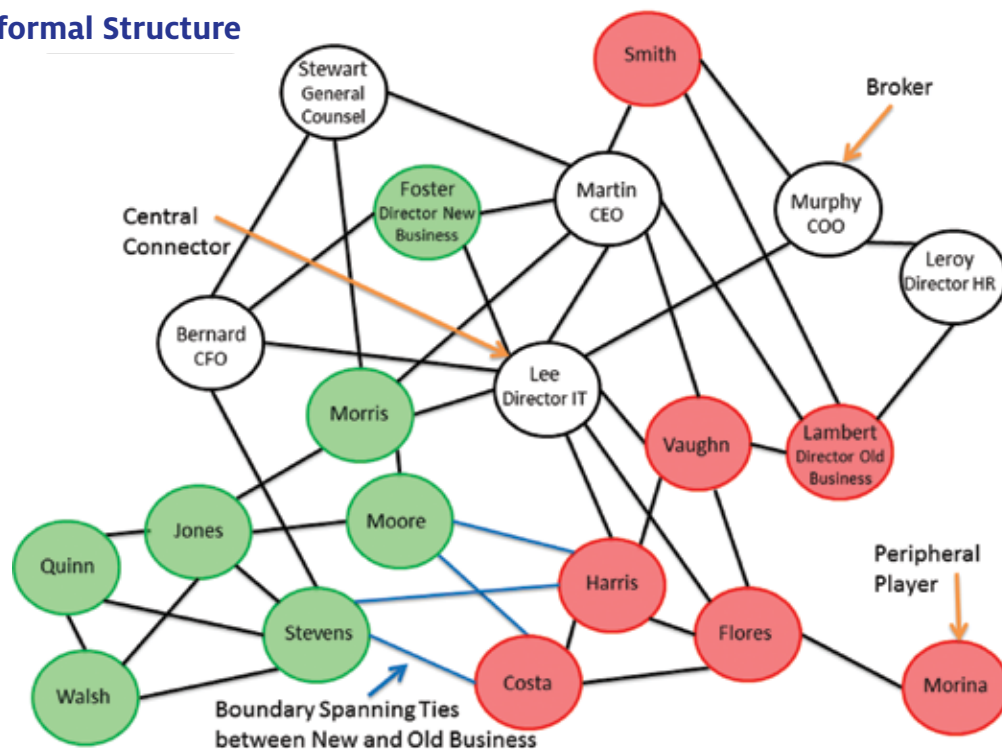 formal Structure
Smith
Stewart
General
Counsel
Broker
Foster
Director New
Business
Martin
CEO
Murphy
COO
Central
Connector
Leroy
Director HR
Bernard
CFO
Lee
Director IT
Morris
Vaughn
Lambert
Director Old
Business
Moore
Jones
Quinn
Peripheral
Player
Harris
Stevens
Flores
Costa
Morina
Walsh
Boundary Spanning Ties
between New and Old Business